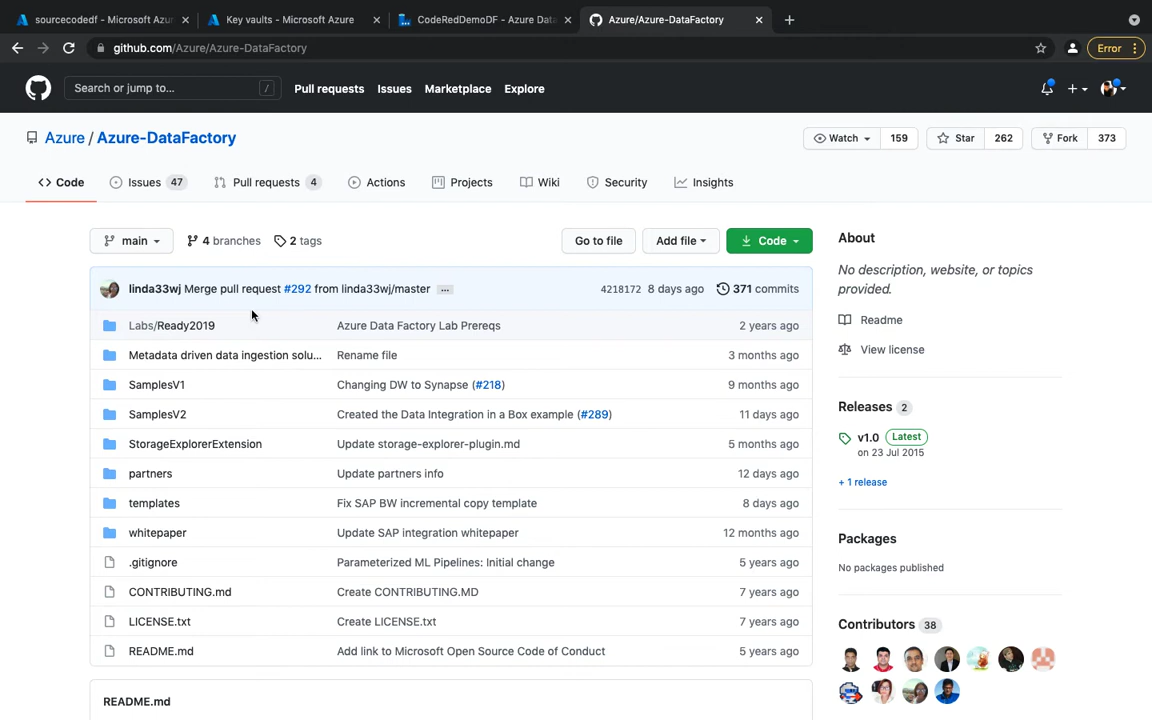 sourcecodedf - Microsoft Azur
Key vaults - Microsoft Azure
CodeRedDemoDF - Azure Data
Azure/Azure-DataFactory
github.com/Azure/Azure-DataFactory
Error
Search or jump to...
/
Pull requests
Issues
Marketplace
Explore
Azure / Azure-DataFactory
Watch 159
Star 262
Fork 373
Code
Issues 47
Pull requests 4
Actions
Projects
Wiki
Security
Insights
main
4 branches
2 tags
Go to file
Add file
Code
linda33wj Merge pull request #292 from linda33wj/master ...
4218172 8 days ago 371 commits
Labs/Ready2019 Azure Data Factory Lab Prereqs 2 years ago
Metadata driven data ingestion solu... Rename file 3 months ago
SamplesV1 Changing DW to Synapse (#218) 9 months ago
SamplesV2 Created the Data Integration in a Box example (#289) 11 days ago
StorageExplorerExtension Update storage-explorer-plugin.md 5 months ago
partners Update partners info 12 days ago
templates Fix SAP BW incremental copy template 8 days ago
whitepaper Update SAP integration whitepaper 12 months ago
.gitignore Parameterized ML Pipelines: Initial change 5 years ago
CONTRIBUTING.md Create CONTRIBUTING.MD 7 years ago
LICENSE.txt Create LICENSE.txt 7 years ago
README.md Add link to Microsoft Open Source Code of Conduct 5 years ago
README.md
About
No description, website, or topics
provided.
Readme
View license
Releases 2
v1.0 Latest
on 23 Jul 2015
+ 1 release
Packages
No packages published
Contributors 38